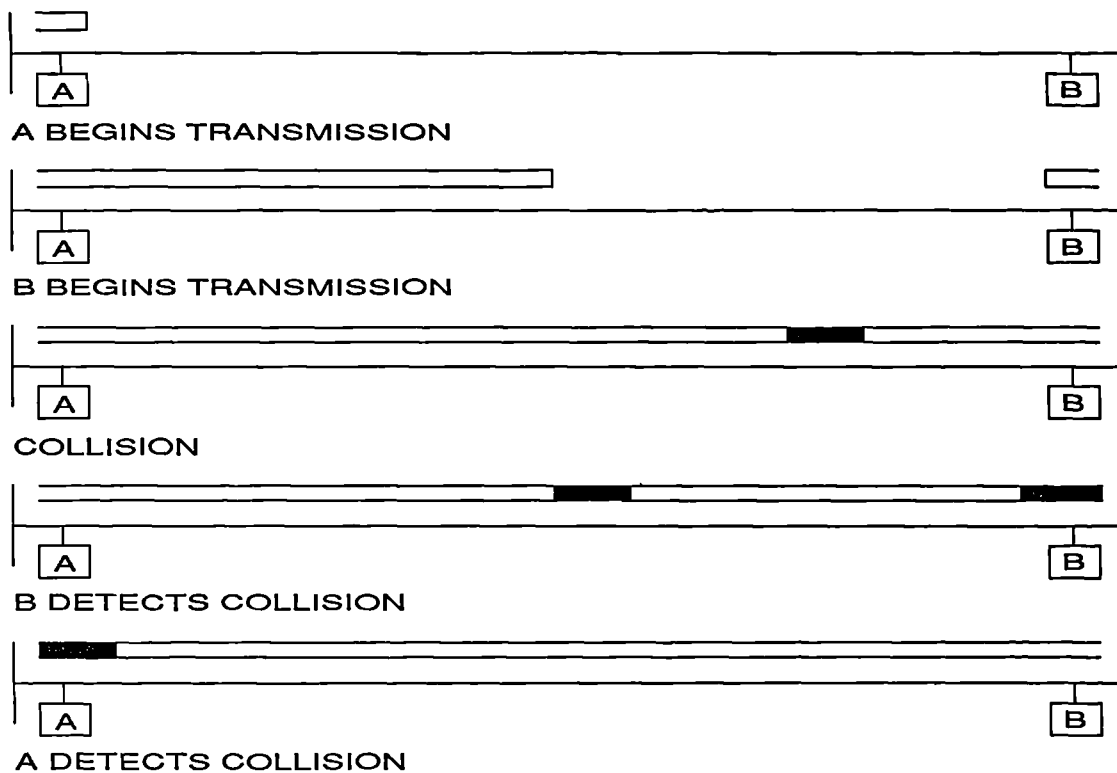 A B
A BEGINS TRANSMISSION
A B
B BEGINS TRANSMISSION
A B
COLLISION
A B
B DETECTS COLLISION
A B
A DETECTS COLLISION